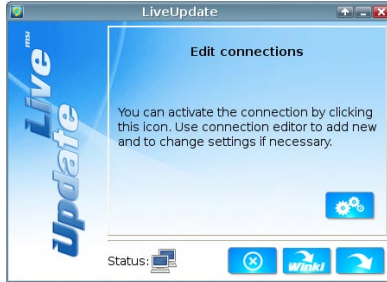 LiveUpdate
msi
Live
Update
Edit connections
You can activate the connection by clicking
this icon. Use connection editor to add new
and to change settings if necessary.
Status:
Winki